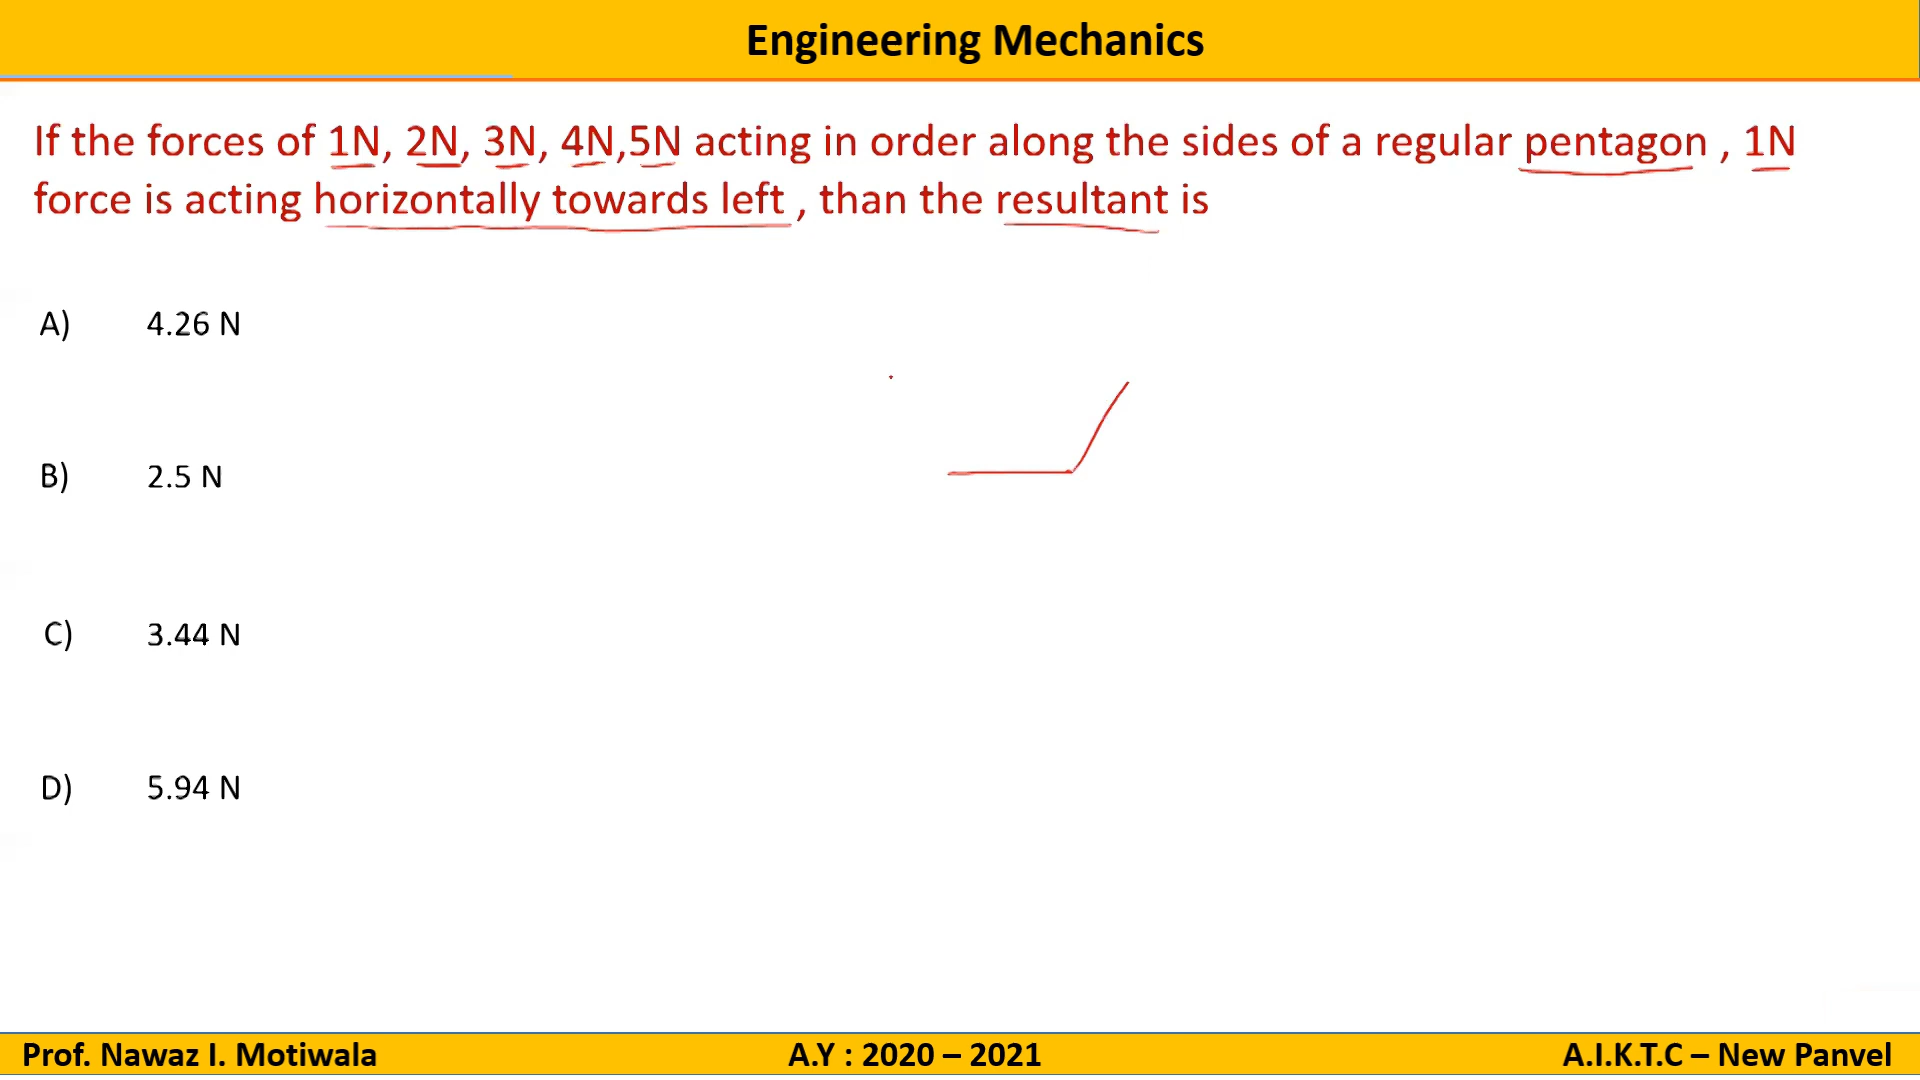 Engineering Mechanics
If the forces of 1N, 2N, 3N, 4N,5N acting in order along the sides of a regular pentagon , 1N
force is acting horizontally towards left , than the resultant is
A) 4.26 N
B) 2.5 N
C) 3.44 N
D) 5.94 N
Prof. Nawaz I. Motiwala A.Y : 2020 – 2021 A.I.K.T.C – New Panvel